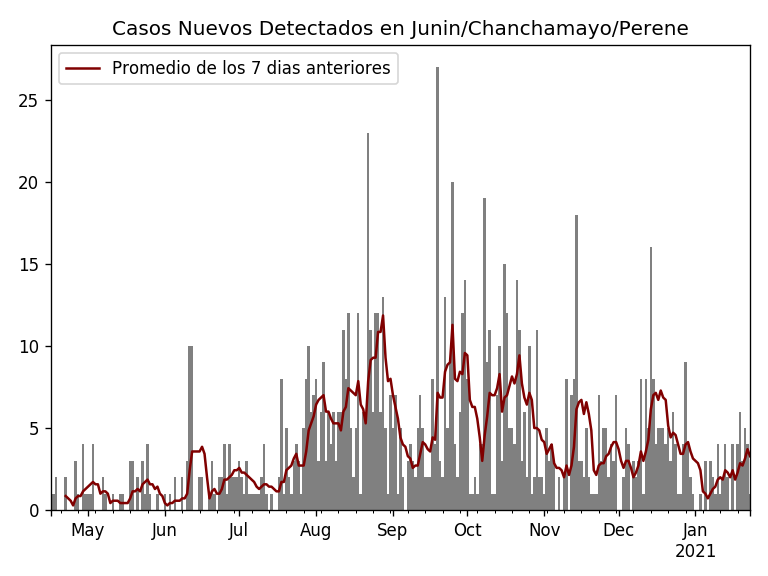 Casos Nuevos Detectados en Junin/Chanchamayo/Perene
Promedio de los 7 dias anteriores
25
20
15
10
5
0
May Jun Jul Aug Sep Oct Nov Dec Jan
2021